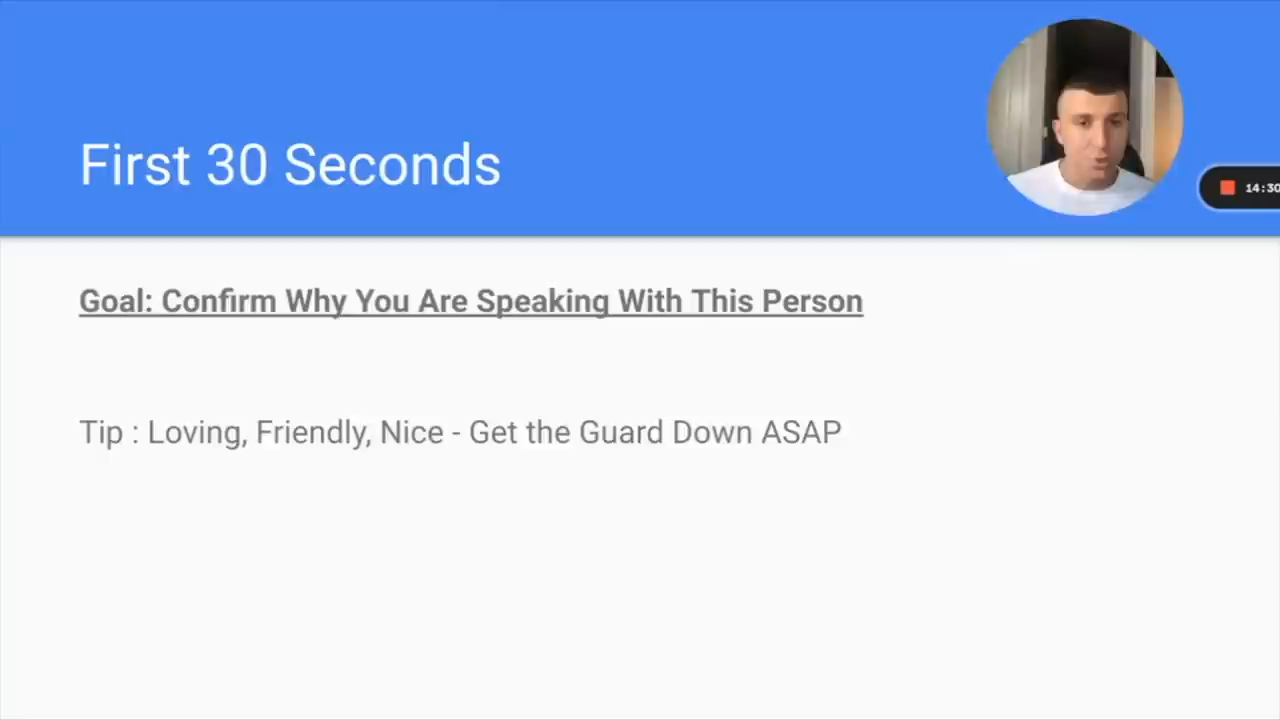 First 30 Seconds
14:30
Goal: Confirm Why You Are Speaking With This Person
Tip : Loving, Friendly, Nice - Get the Guard Down ASAP